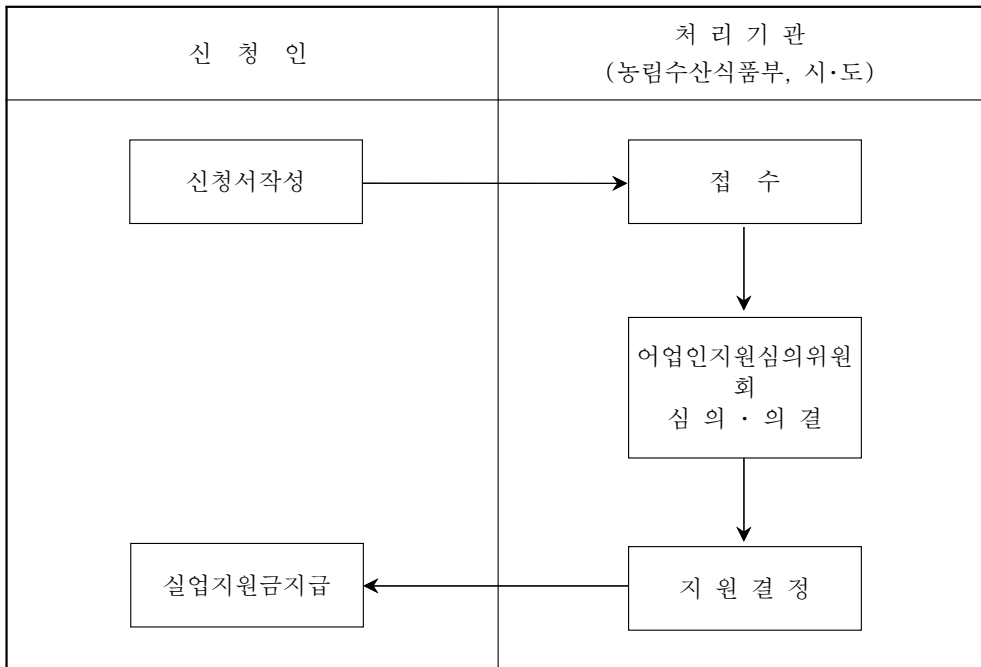 신 청 인
처 리 기 관
(농림수산식품부, 시·도)
신청서작성
접 수
어업인지원심의위원
회
심 의 · 의 결
실업지원금지급
지 원 결 정